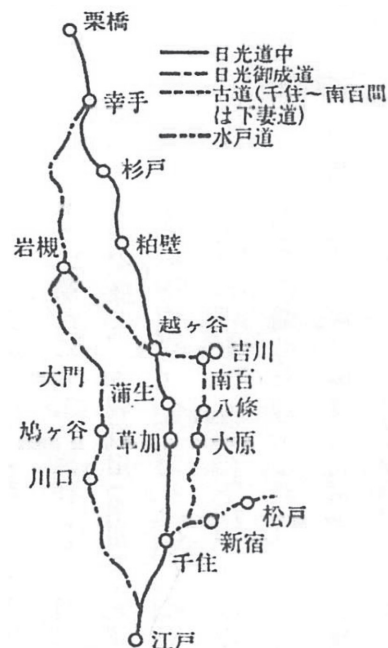 栗橋
日光道中
日光御成道
古道(千住〜南百間
は下妻道)
水戸道
幸手
杉戸
粕壁
岩槻
越ヶ谷
吉川
南百
大門
蒲生
八條
鳩ヶ谷
草加
大原
川口
松戸
新宿
千住
江戸